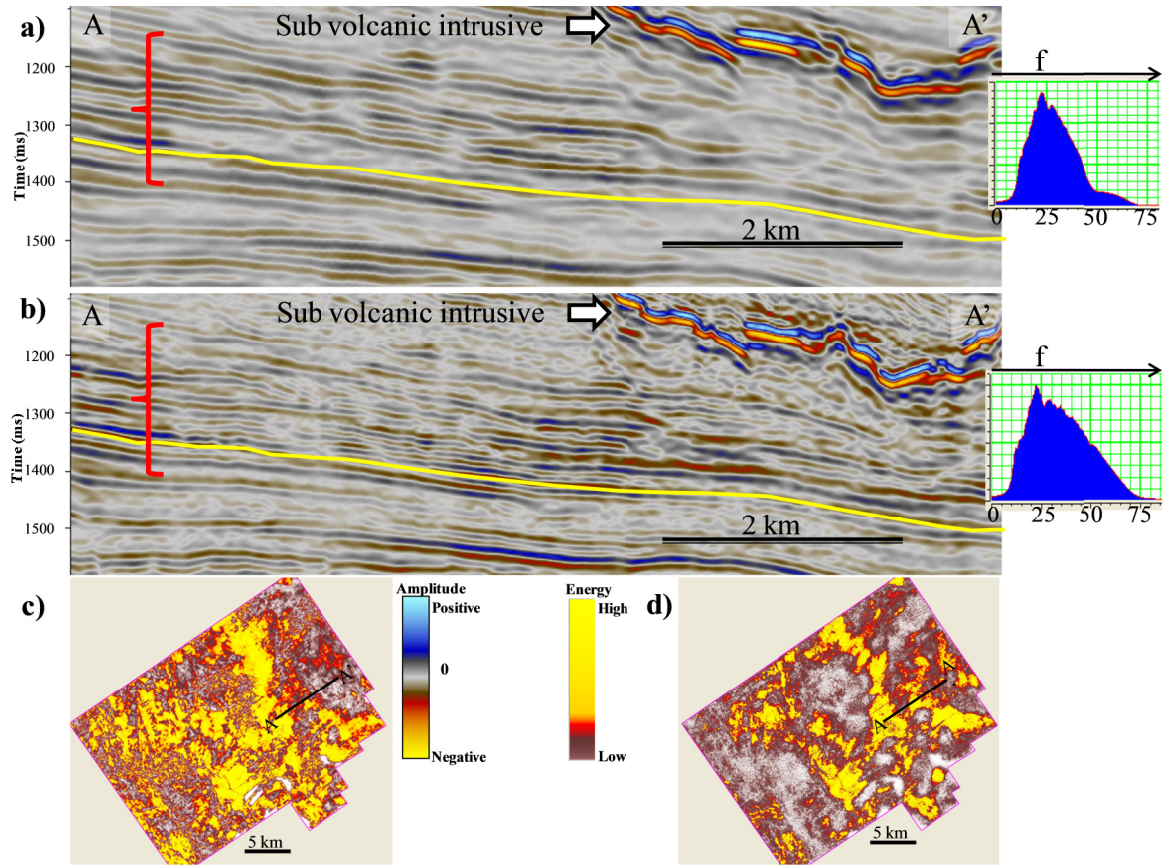 a)
A
Sub volcanic intrusive
A'
f
1200
1300
1400
1500
Time (ms)
2 km
0 25 50 75
b)
A
Sub volcanic intrusive
A'
f
1200
1300
1400
1500
Time (ms)
2 km
0 25 50 75
c)
Amplitude
Positive
0
Negative
Energy
High
Low
d)
A
A'
5 km
A
A'
5 km